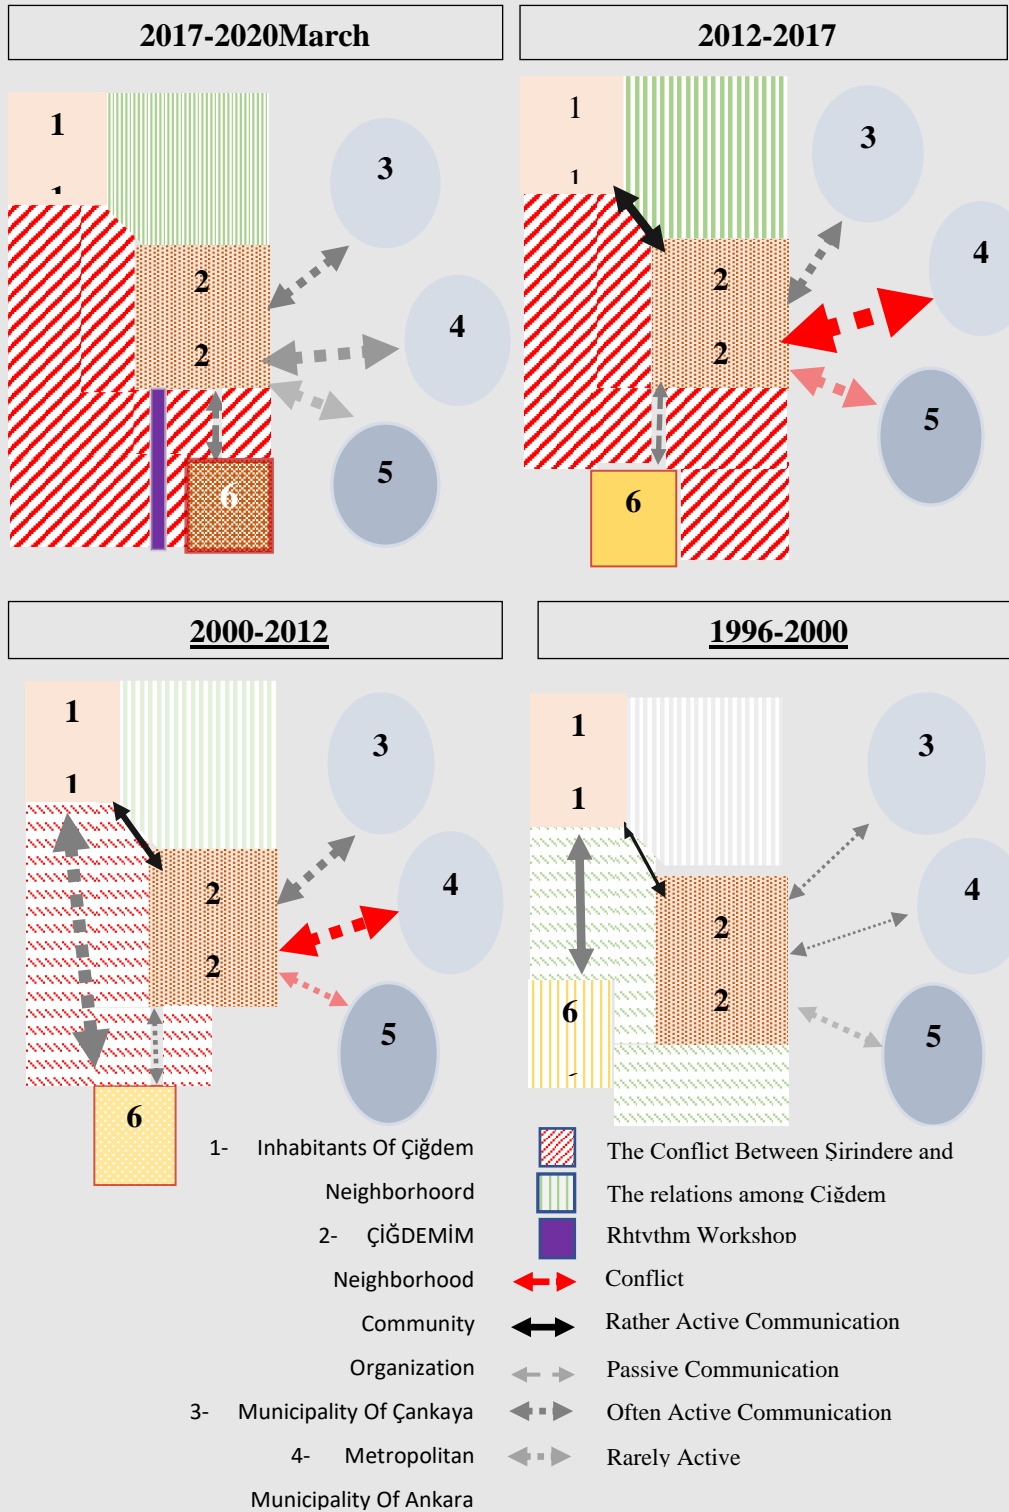 2017-2020March
2012-2017
1
3
2
4
2
5
6
1
1
3
2
4
2
5
6
2000-2012
1996-2000
1
1
3
2
4
2
5
6
1
1
3
2
4
2
5
6
1- Inhabitants Of Çiğdem
Neighborhoord
2- ÇİĞDEMİM
Neighborhood
Community
Organization
3- Municipality Of Çankaya
4- Metropolitan
Municipality Of Ankara
The Conflict Between Şirindere and
The relations among Çiğdem
Rhtythm Workshop
Conflict
Rather Active Communication
Passive Communication
Often Active Communication
Rarely Active